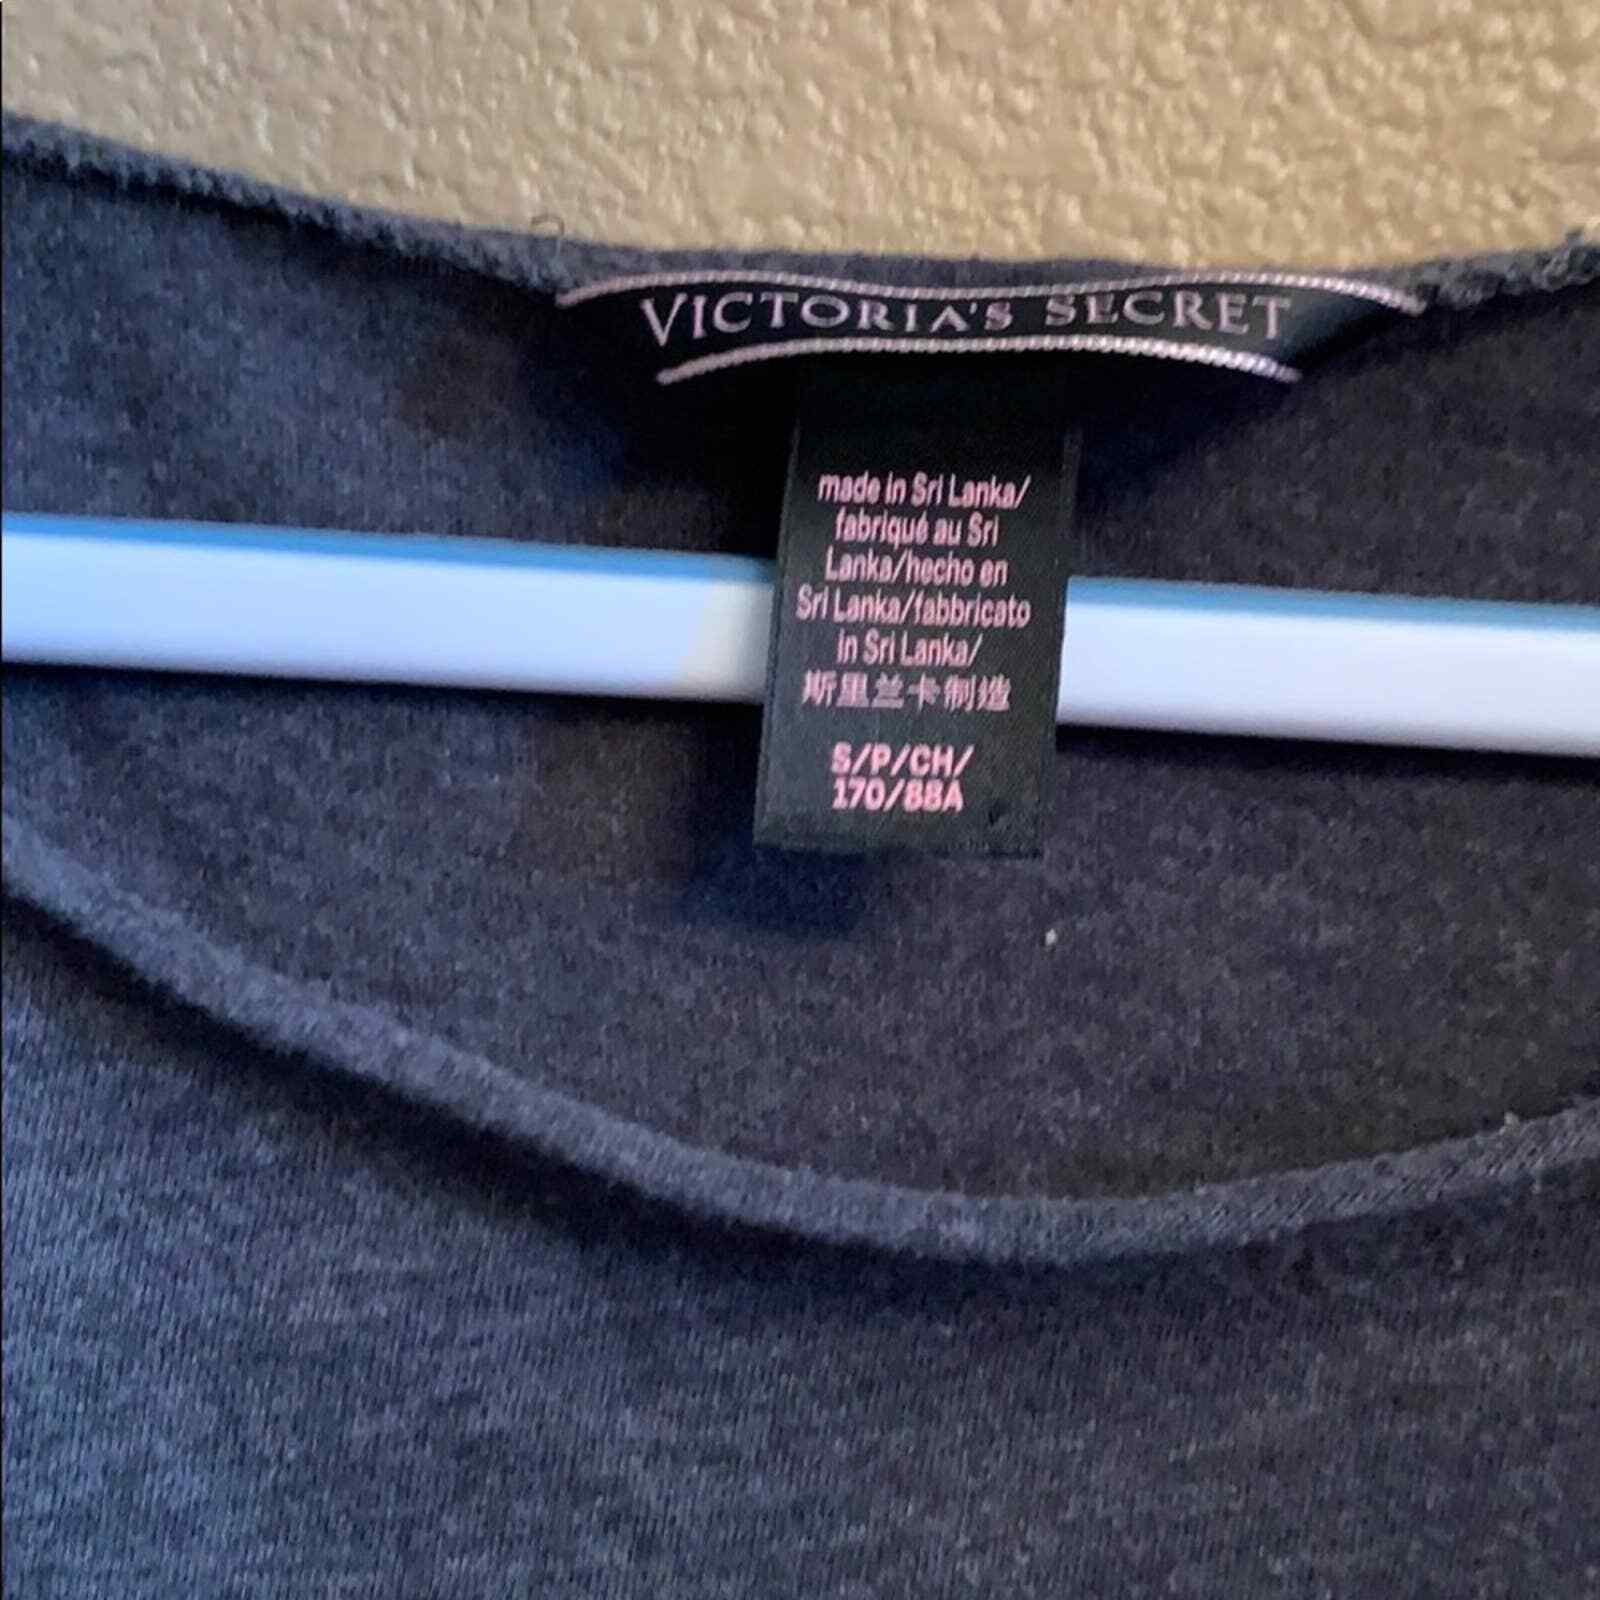 VICTORIA'S SECRET
made in Sri Lanka/
fabriqué au Sri
Lanka/hecho en
Sri Lanka/fabbricato
in Sri Lanka/
斯里兰卡制造
S/P/CH/
170/88A